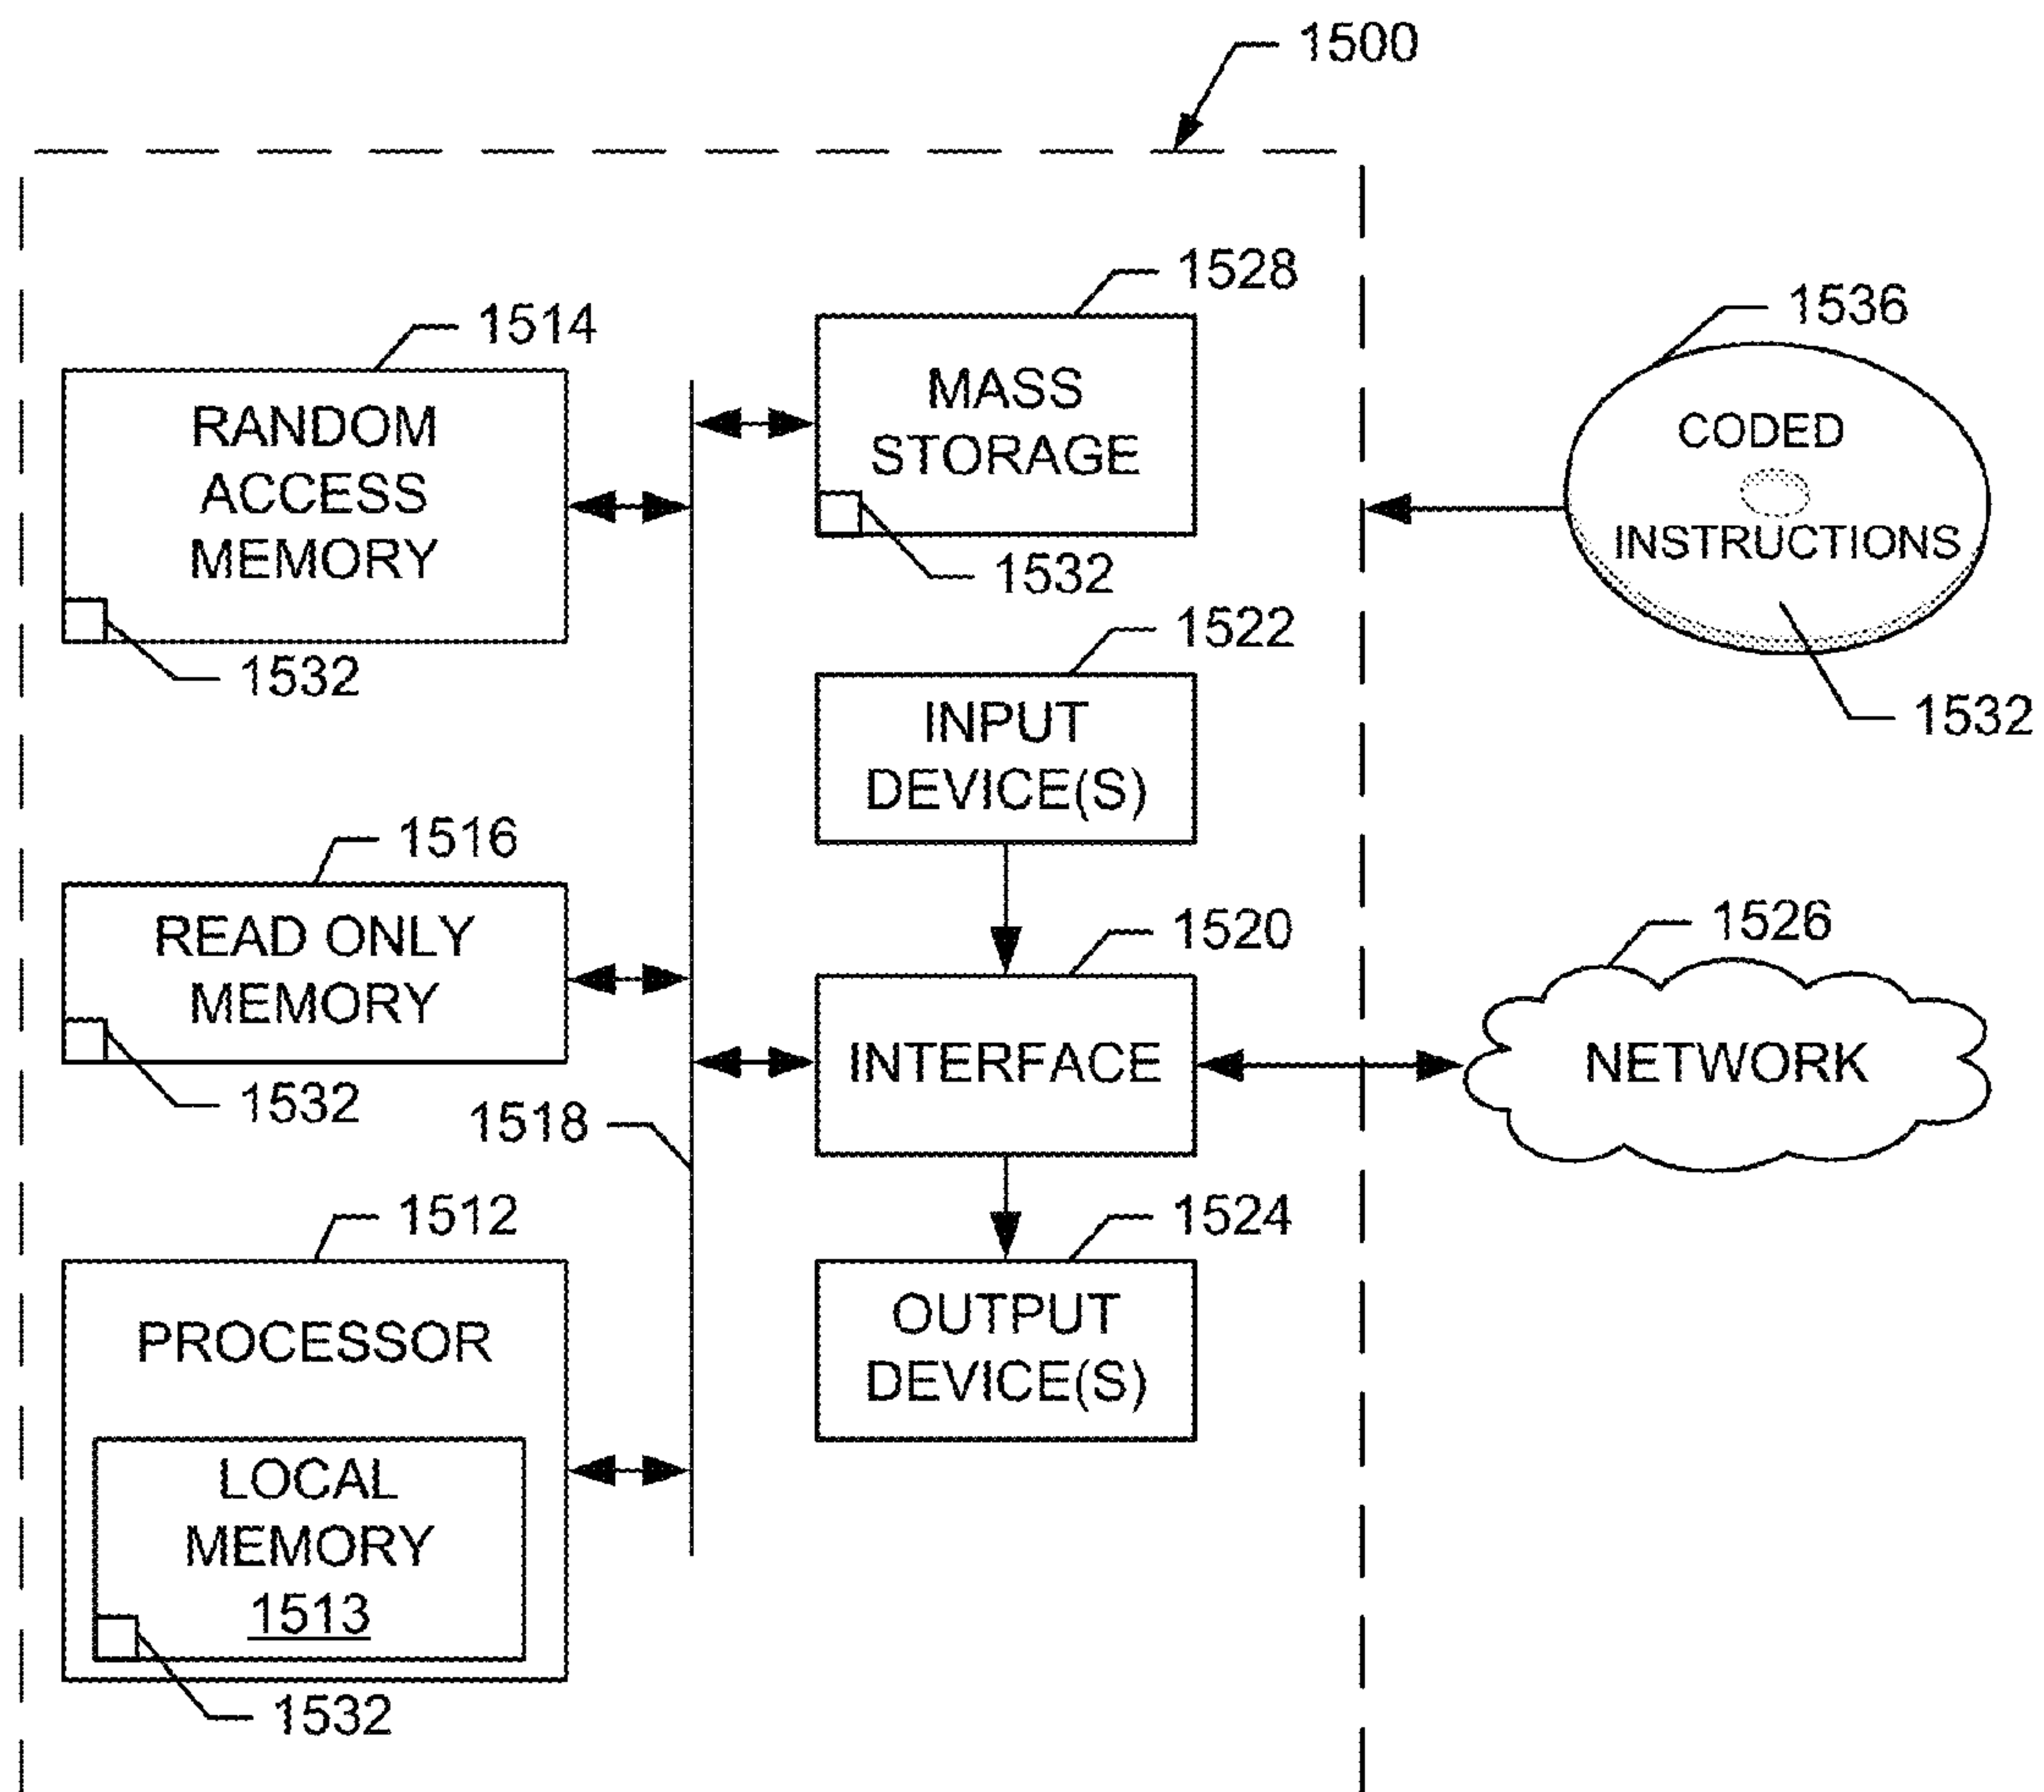 1500
1528
1514
MASS
STORAGE
1536
RANDOM
ACCESS
MEMORY
CODED
INSTRUCTIONS
1532
1532
1532
1522
INPUT
DEVICE(S)
1516
READ ONLY
MEMORY
1520
1526
INTERFACE
NETWORK
1532
1518
1512
1524
PROCESSOR
OUTPUT
DEVICE(S)
LOCAL
MEMORY
1513
1532